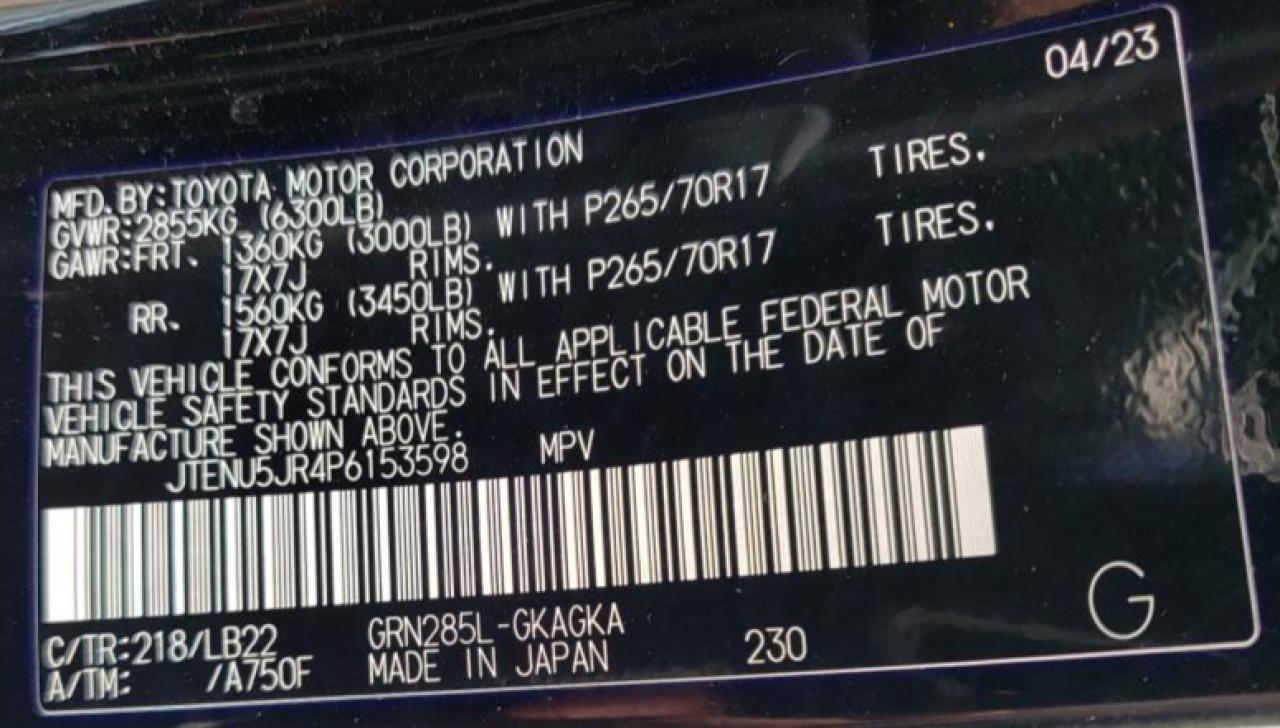 04/23
MFD. BY:TOYOTA MOTOR CORPORATION
GVWR:2855KG (6300LB)
GAWR:FRT. 1360KG (3000LB) WITH P265/70R17 TIRES.
17X7J RIMS.
RR. 1560KG (3450LB) WITH P265/70R17 TIRES.
17X7J RIMS.
THIS VEHICLE CONFORMS TO ALL APPLICABLE FEDERAL MOTOR
VEHICLE SAFETY STANDARDS IN EFFECT ON THE DATE OF
MANUFACTURE SHOWN ABOVE.
JTENU5JR4P6153598 MPV
C/TR:218/LB22 GRN285L-GKAGKA
A/TM: /A750F MADE IN JAPAN 230 G